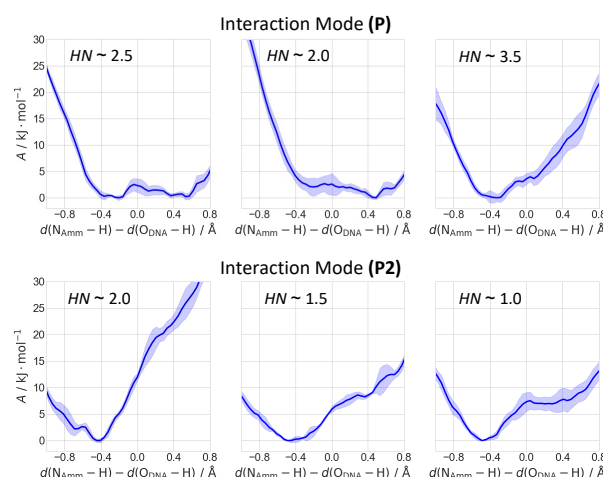 Interaction Mode (P)
HN ~ 2.5
HN ~ 2.0
HN ~ 3.5
A / kJ · mol⁻¹
30
25
20
15
10
5
0
−0.8 −0.4 0.0 0.4 0.8
−0.8 −0.4 0.0 0.4 0.8
−0.8 −0.4 0.0 0.4 0.8
d(N_Amm − H) − d(O_DNA − H) / Å
d(N_Amm − H) − d(O_DNA − H) / Å
d(N_Amm − H) − d(O_DNA − H) / Å
Interaction Mode (P2)
HN ~ 2.0
HN ~ 1.5
HN ~ 1.0
A / kJ · mol⁻¹
30
25
20
15
10
5
0
−0.8 −0.4 0.0 0.4 0.8
−0.8 −0.4 0.0 0.4 0.8
−0.8 −0.4 0.0 0.4 0.8
d(N_Amm − H) − d(O_DNA − H) / Å
d(N_Amm − H) − d(O_DNA − H) / Å
d(N_Amm − H) − d(O_DNA − H) / Å